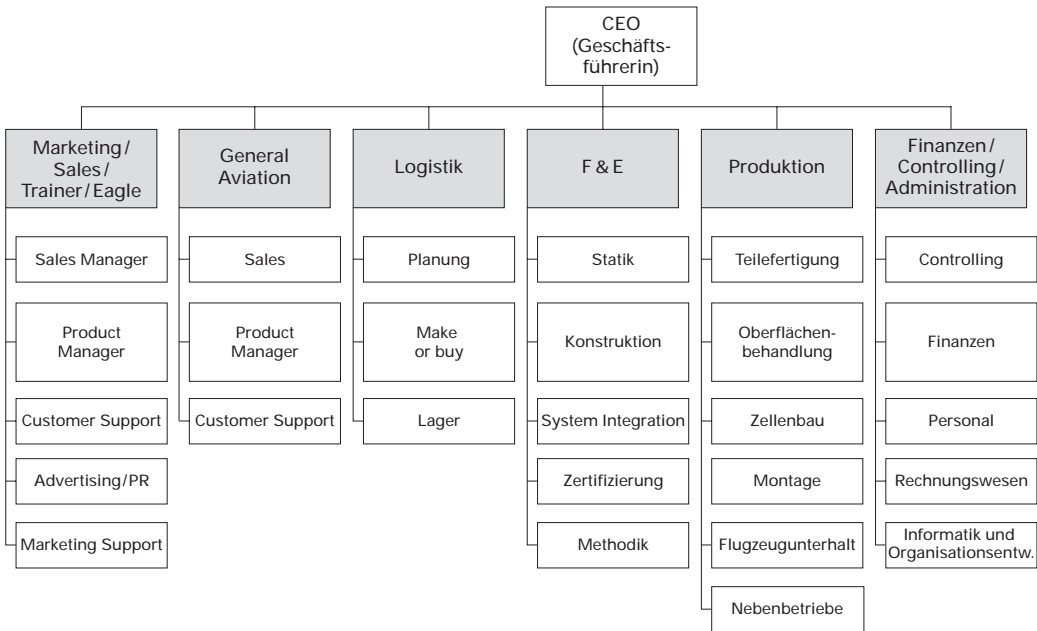 CEO
(Geschäfts-
führerin)
Marketing/
Sales/
Trainer/Eagle
General
Aviation
Logistik
F & E
Produktion
Finanzen/
Controlling/
Administration
Sales Manager
Sales
Planung
Statik
Teilefertigung
Controlling
Product
Manager
Product
Manager
Make
or buy
Konstruktion
Oberflächen-
behandlung
Finanzen
Customer Support
Customer Support
Lager
System Integration
Zellenbau
Personal
Advertising/PR
Zertifizierung
Montage
Rechnungswesen
Marketing Support
Methodik
Flugzeugunterhalt
Informatik und
Organisationsentw.
Nebenbetriebe